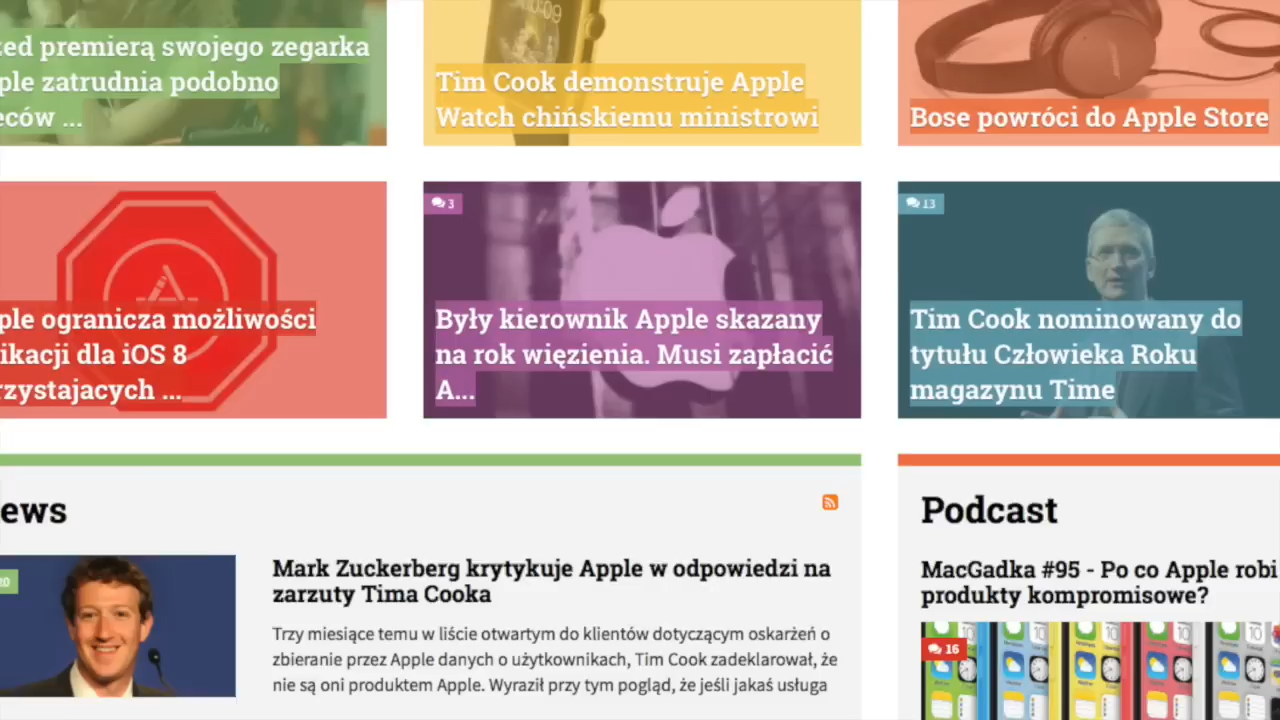 zed premierą swojego zegarka
ple zatrudnia podobno
eców ...
Tim Cook demonstruje Apple
Watch chińskiemu ministrowi
Bose powróci do Apple Store
ple ogranicza możliwości
ikacji dla iOS 8
rzystajacych ...
3
Były kierownik Apple skazany
na rok więzienia. Musi zapłacić
A...
13
Tim Cook nominowany do
tytułu Człowieka Roku
magazynu Time
ews
20
Mark Zuckerberg krytykuje Apple w odpowiedzi na
zarzuty Tima Cooka
Trzy miesiące temu w liście otwartym do klientów dotyczącym oskarżeń o
zbieranie przez Apple danych o użytkownikach, Tim Cook zadeklarował, że
nie są oni produktem Apple. Wyraził przy tym pogląd, że jeśli jakaś usługa
Podcast
MacGadka #95 - Po co Apple robi
produkty kompromisowe?
16